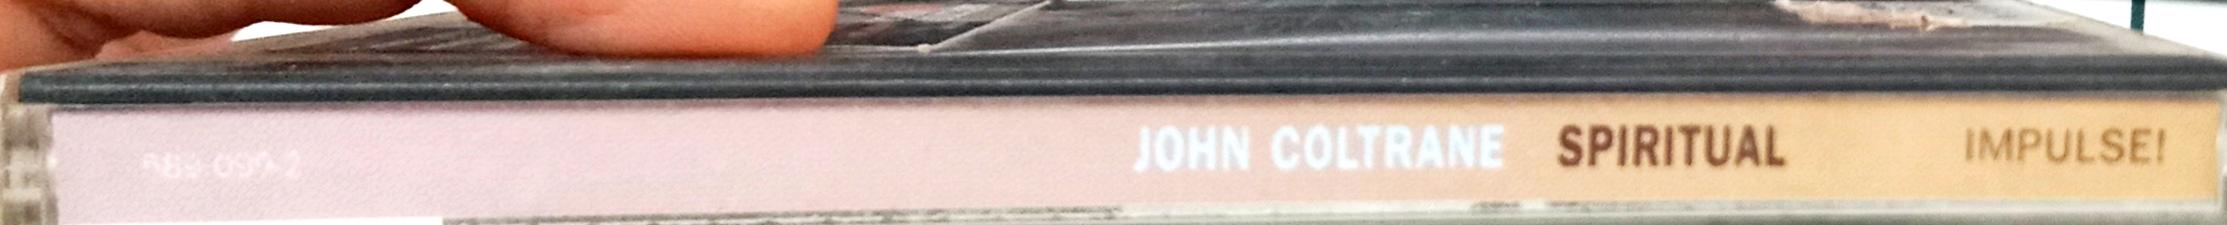 JOHN COLTRANE SPIRITUAL IMPULSE!